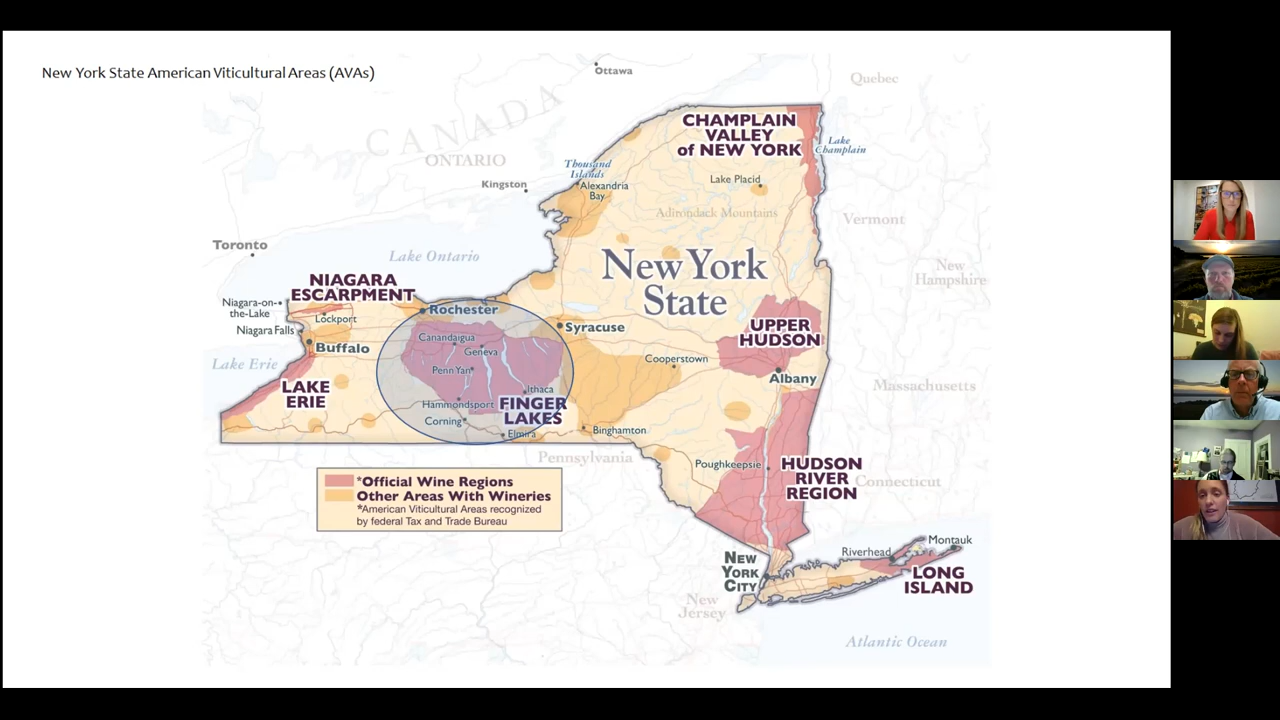 New York State American Viticultural Areas (AVAs)
Ottawa
Quebec
CANADA
CHAMPLAIN
VALLEY
of NEW YORK
Lake
Champlain
ONTARIO
Thousand
Islands
Kingston
Alexandria
Bay
Lake Placid
Adirondack Mountains
Vermont
Toronto
Lake Ontario
New York
State
New
Hampshire
NIAGARA
ESCARPMENT
Niagara-on-
the-Lake
Lockport
Rochester
Niagara Falls
Syracuse
UPPER
HUDSON
Canandaigua
Geneva
Buffalo
Cooperstown
Lake Erie
Penn Yan
Albany
Massachusetts
LAKE
ERIE
Ithaca
Hammondsport
FINGER
LAKES
Corning
Elmira
Binghamton
Pennsylvania
Poughkeepsie
HUDSON
RIVER
REGION
Connecticut
*Official Wine Regions
Other Areas With Wineries
*American Viticultural Areas recognized
by federal Tax and Trade Bureau
Montauk
Riverhead
NEW
YORK
CITY
LONG
ISLAND
New
Jersey
Atlantic Ocean